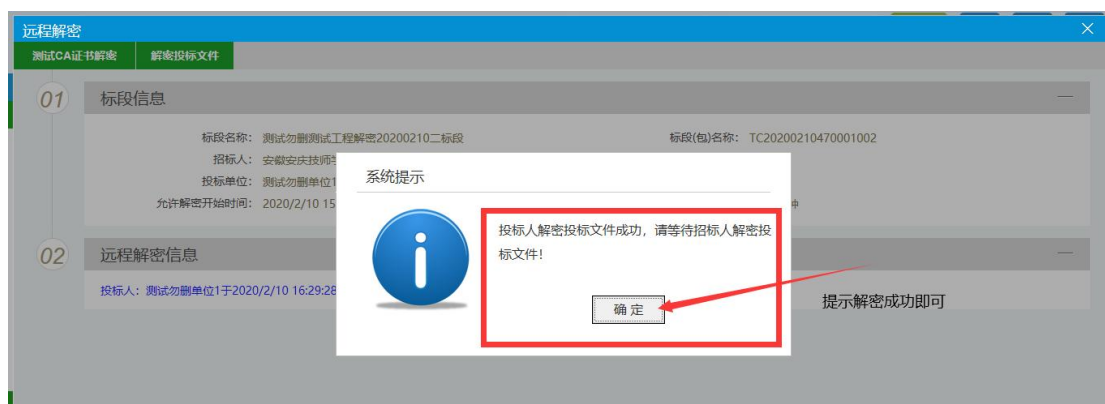 远程解密
测试CA证书解密 解密投标文件
01 标段信息
标段名称： 测试勿删测试工程解密20200210二标段 标段(包)名称： TC20200210470001002
招标人： 安徽安庆技师
投标单位： 测试勿删单位1
允许解密开始时间： 2020/2/10 15
系统提示
投标人解密投标文件成功，请等待招标人解密投
标文件！
确定
02 远程解密信息
投标人：测试勿删单位1于2020/2/10 16:29:28
提示解密成功即可